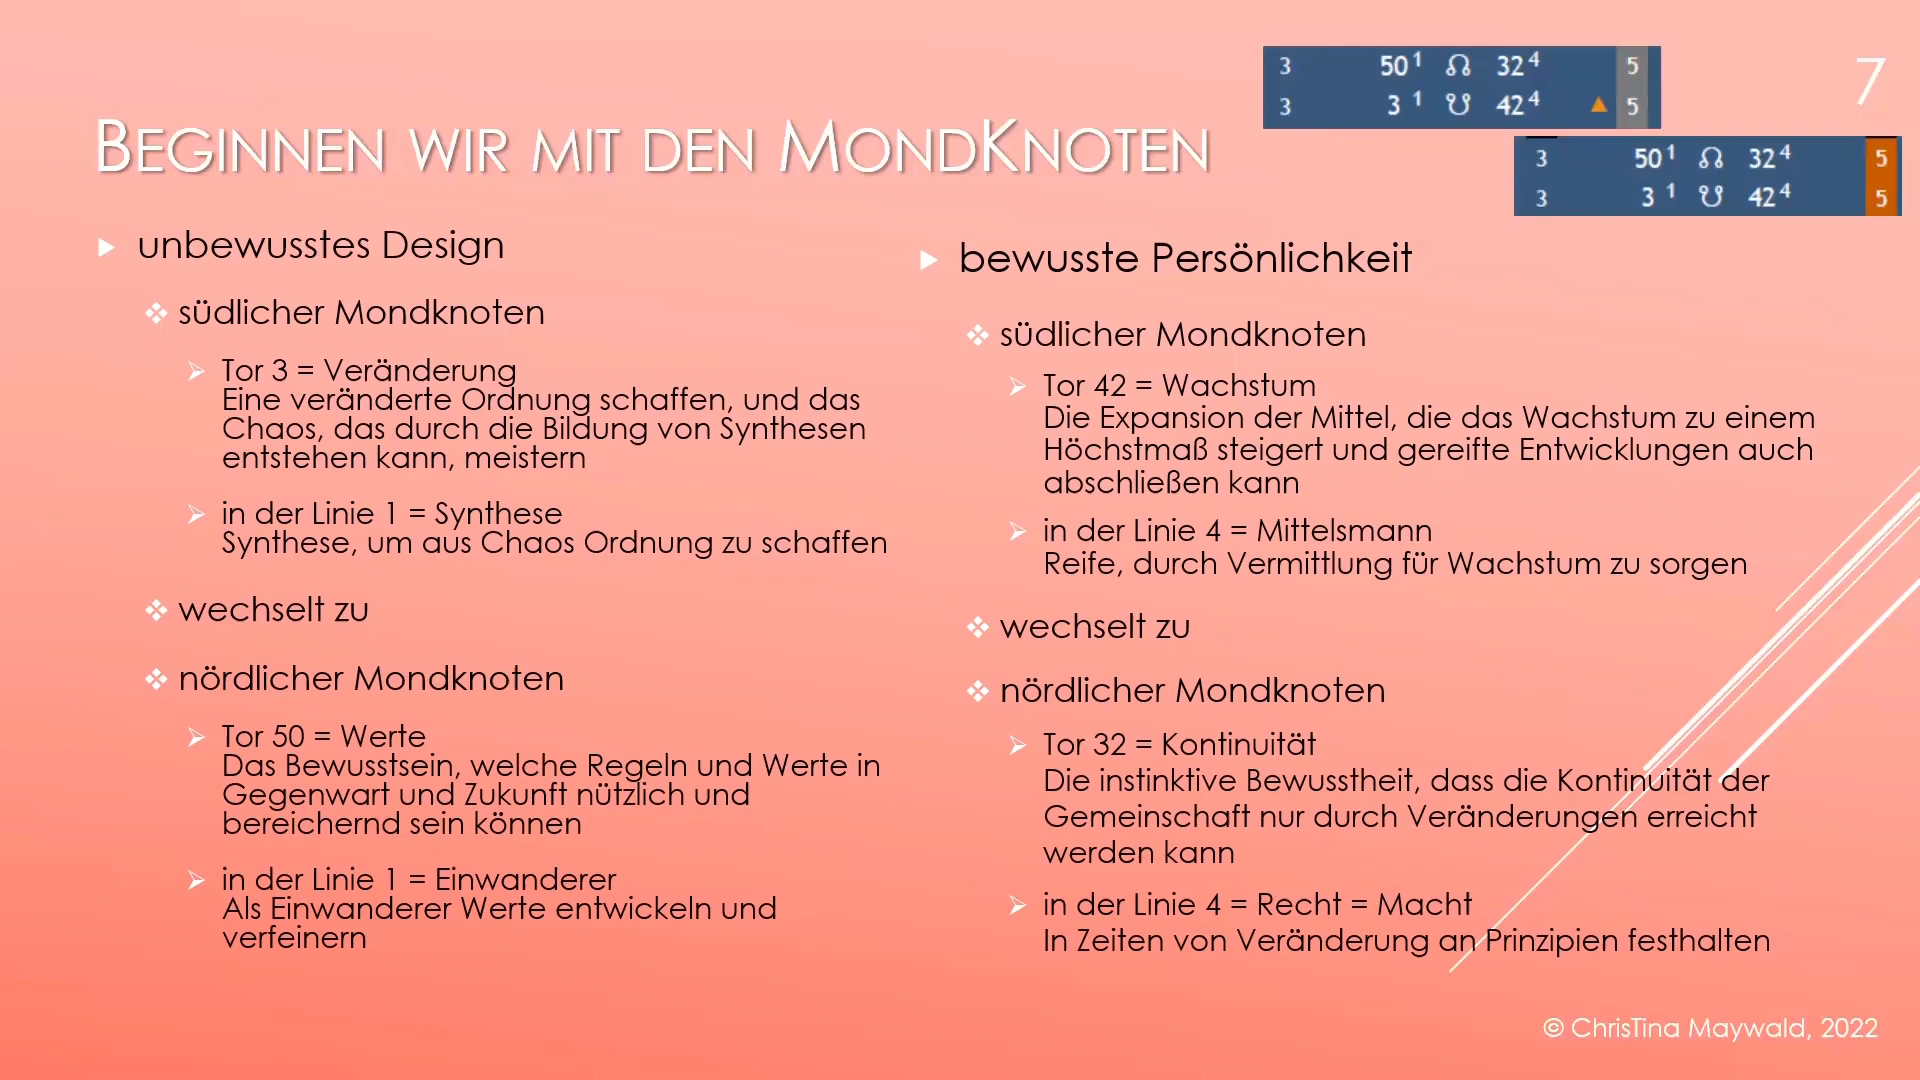 3 50 1 ☊ 32 4 5
3 3 1 ☋ 42 4 ▲ 5
7
BEGINNEN WIR MIT DEN MONDKNOTEN
3 50 1 ☊ 32 4 5
3 3 1 ☋ 42 4 5
unbewusstes Design
südlicher Mondknoten
Tor 3 = Veränderung
Eine veränderte Ordnung schaffen, und das
Chaos, das durch die Bildung von Synthesen
entstehen kann, meistern
in der Linie 1 = Synthese
Synthese, um aus Chaos Ordnung zu schaffen
wechselt zu
nördlicher Mondknoten
Tor 50 = Werte
Das Bewusstsein, welche Regeln und Werte in
Gegenwart und Zukunft nützlich und
bereichernd sein können
in der Linie 1 = Einwanderer
Als Einwanderer Werte entwickeln und
verfeinern
bewusste Persönlichkeit
südlicher Mondknoten
Tor 42 = Wachstum
Die Expansion der Mittel, die das Wachstum zu einem
Höchstmaß steigert und gereifte Entwicklungen auch
abschließen kann
in der Linie 4 = Mittelsmann
Reife, durch Vermittlung für Wachstum zu sorgen
wechselt zu
nördlicher Mondknoten
Tor 32 = Kontinuität
Die instinktive Bewusstheit, dass die Kontinuität der
Gemeinschaft nur durch Veränderungen erreicht
werden kann
in der Linie 4 = Recht = Macht
In Zeiten von Veränderung an Prinzipien festhalten
© ChrisTina Maywald, 2022